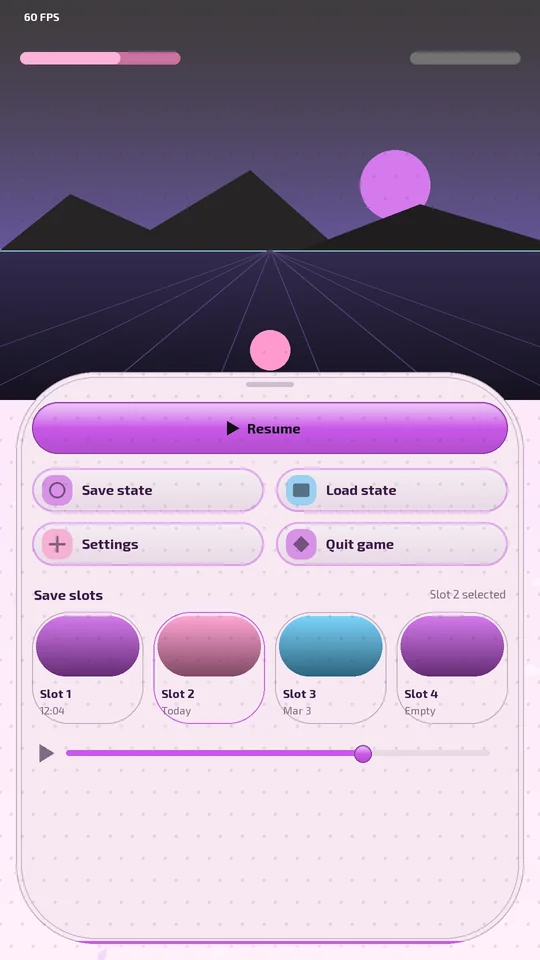 60 FPS
Resume
Save state
Load state
Settings
Quit game
Save slots
Slot 2 selected
Slot 1
12:04
Slot 2
Today
Slot 3
Mar 3
Slot 4
Empty